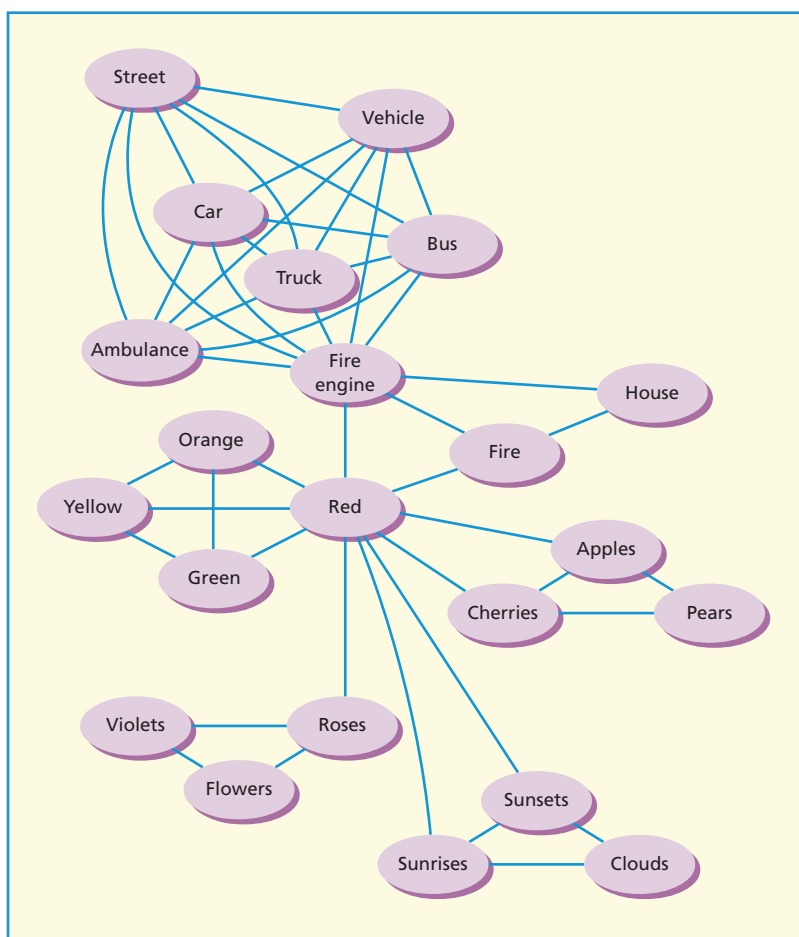 Street
Vehicle
Car
Bus
Truck
Ambulance
Fire
engine
House
Orange
Fire
Yellow
Red
Apples
Green
Cherries
Pears
Violets
Roses
Flowers
Sunsets
Sunrises
Clouds